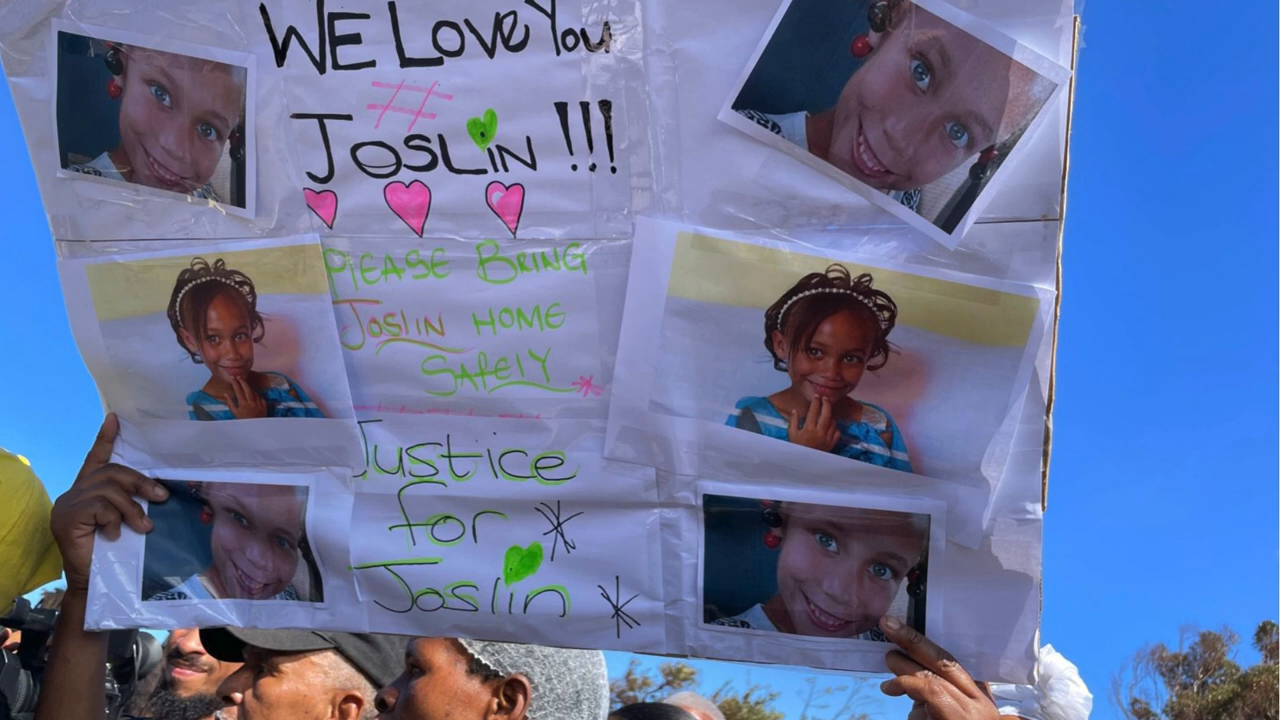 WE LOVE You
#
JOSLiN !!!
PLEASE BRING
JOSLIN HOME
SAFELY *
Justice
for *
Joslin *